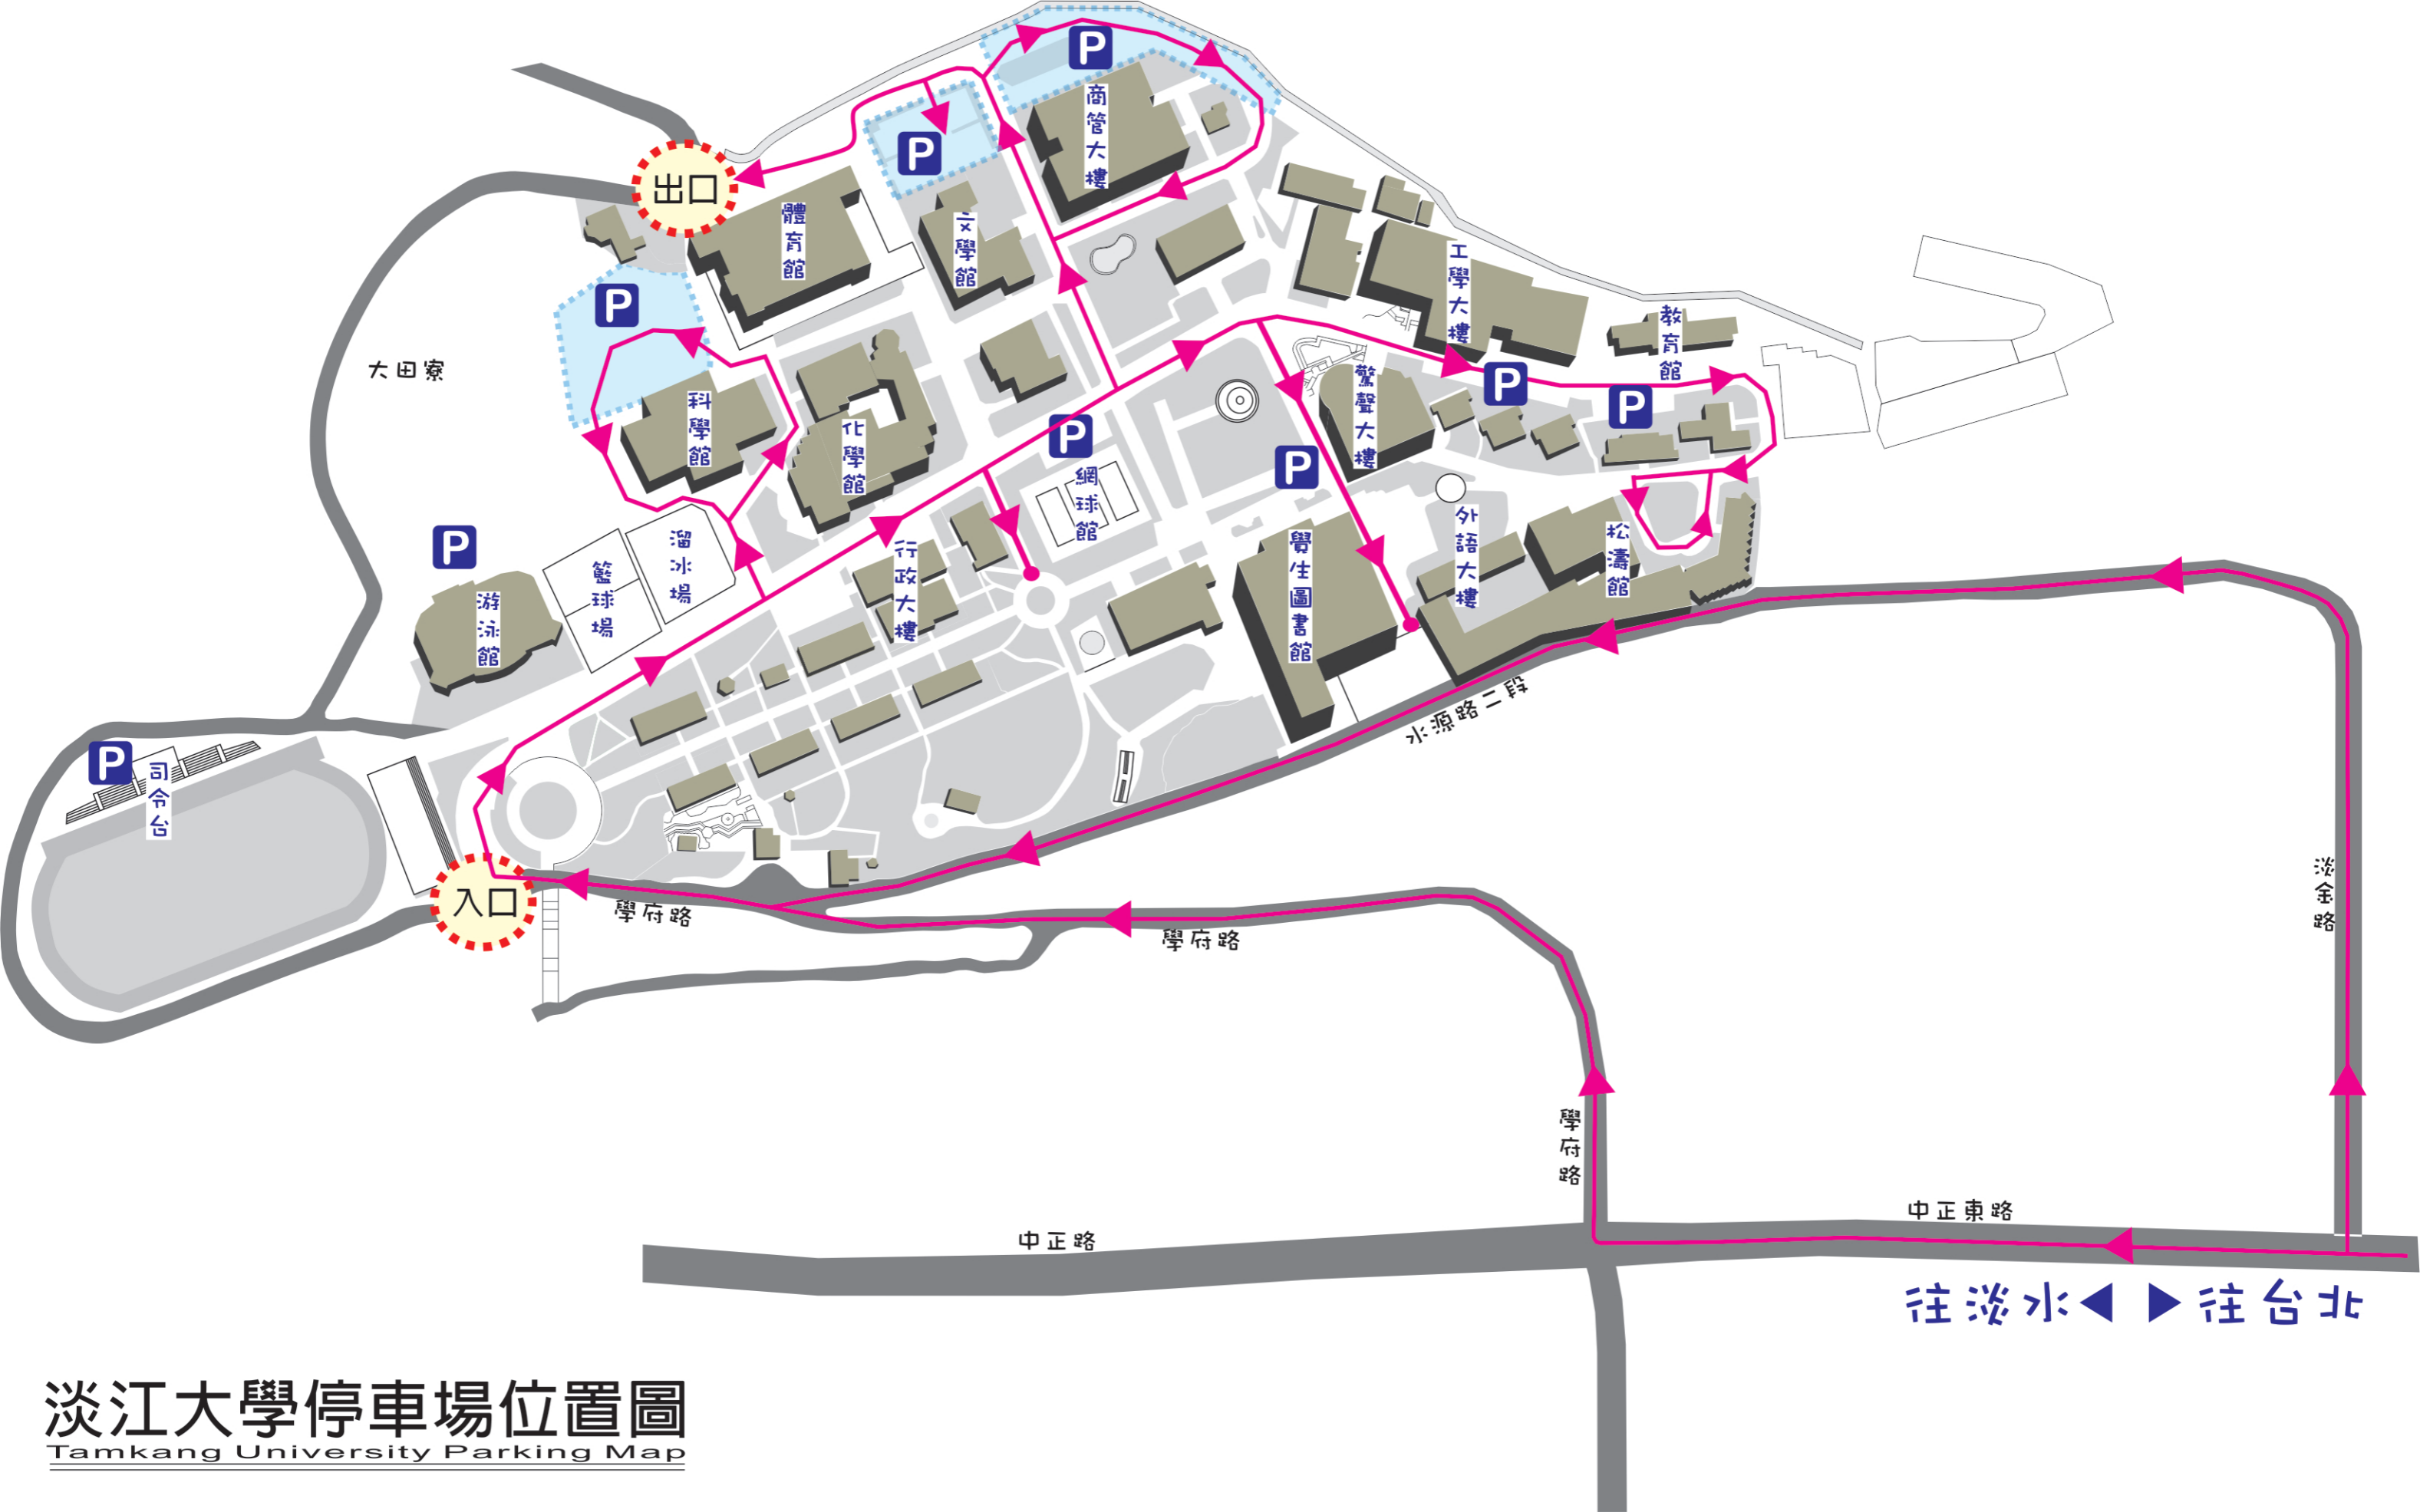 P
商管大樓
出口
P
體育館
文學館
工學大樓
P
教育館
大田寮
科學館
化學館
驚聲大樓
P
P
P
網球館
P
外語大樓
松濤館
P
溜冰場
籃球場
游泳館
行政大樓
覺生圖書館
水源路二段
P
司令台
入口
學府路
學府路
淡金路
學府路
中正路
中正東路
往淡水◀ ▶往台北
淡江大學停車場位置圖
Tamkang University Parking Map